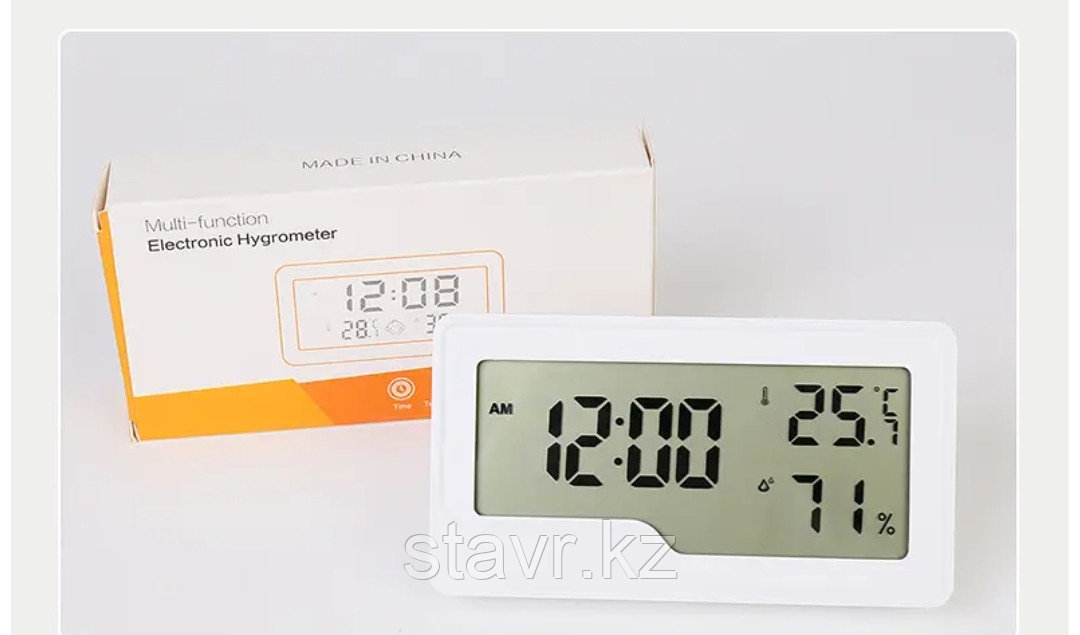 MADE IN CHINA
Multi-function
Electronic Hygrometer
12:08
28.7
Time
AM
12:00
25.7 °C
71 %
stavr.kz